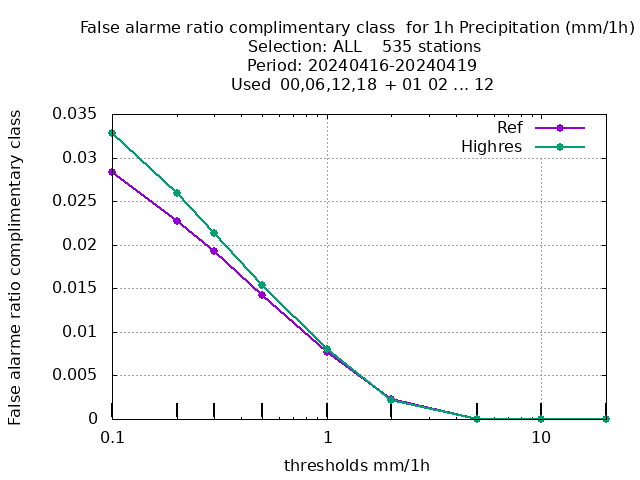 False alarme ratio complimentary class  for 1h Precipitation (mm/1h)
Selection: ALL    535 stations
Period: 20240416-20240419
Used  00,06,12,18  + 01 02 ... 12
Ref
Highres
False alarme ratio complimentary class
0.035
0.03
0.025
0.02
0.015
0.01
0.005
0
0.1 1 10
thresholds mm/1h